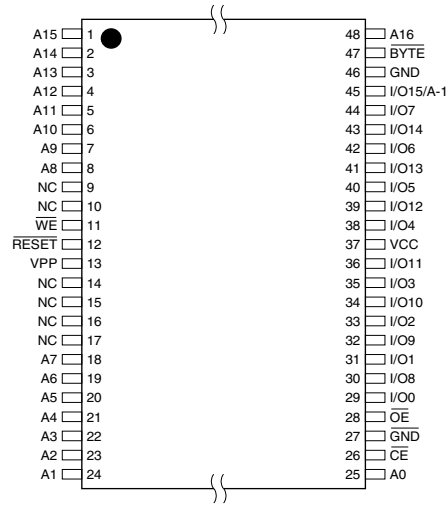 A15 1 48 A16
A14 2 47 BYTE
A13 3 46 GND
A12 4 45 I/O15/A-1
A11 5 44 I/O7
A10 6 43 I/O14
A9 7 42 I/O6
A8 8 41 I/O13
NC 9 40 I/O5
NC 10 39 I/O12
WE 11 38 I/O4
RESET 12 37 VCC
VPP 13 36 I/O11
NC 14 35 I/O3
NC 15 34 I/O10
NC 16 33 I/O2
NC 17 32 I/O9
A7 18 31 I/O1
A6 19 30 I/O8
A5 20 29 I/O0
A4 21 28 OE
A3 22 27 GND
A2 23 26 CE
A1 24 25 A0